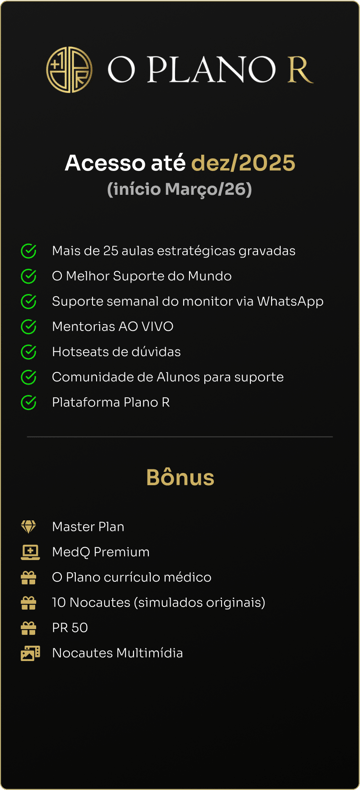 O PLANO R
Acesso até dez/2025
(início Março/26)
Mais de 25 aulas estratégicas gravadas
O Melhor Suporte do Mundo
Suporte semanal do monitor via WhatsApp
Mentorias AO VIVO
Hotseats de dúvidas
Comunidade de Alunos para suporte
Plataforma Plano R
Bônus
Master Plan
MedQ Premium
O Plano currículo médico
10 Nocautes (simulados originais)
PR 50
Nocautes Multimídia